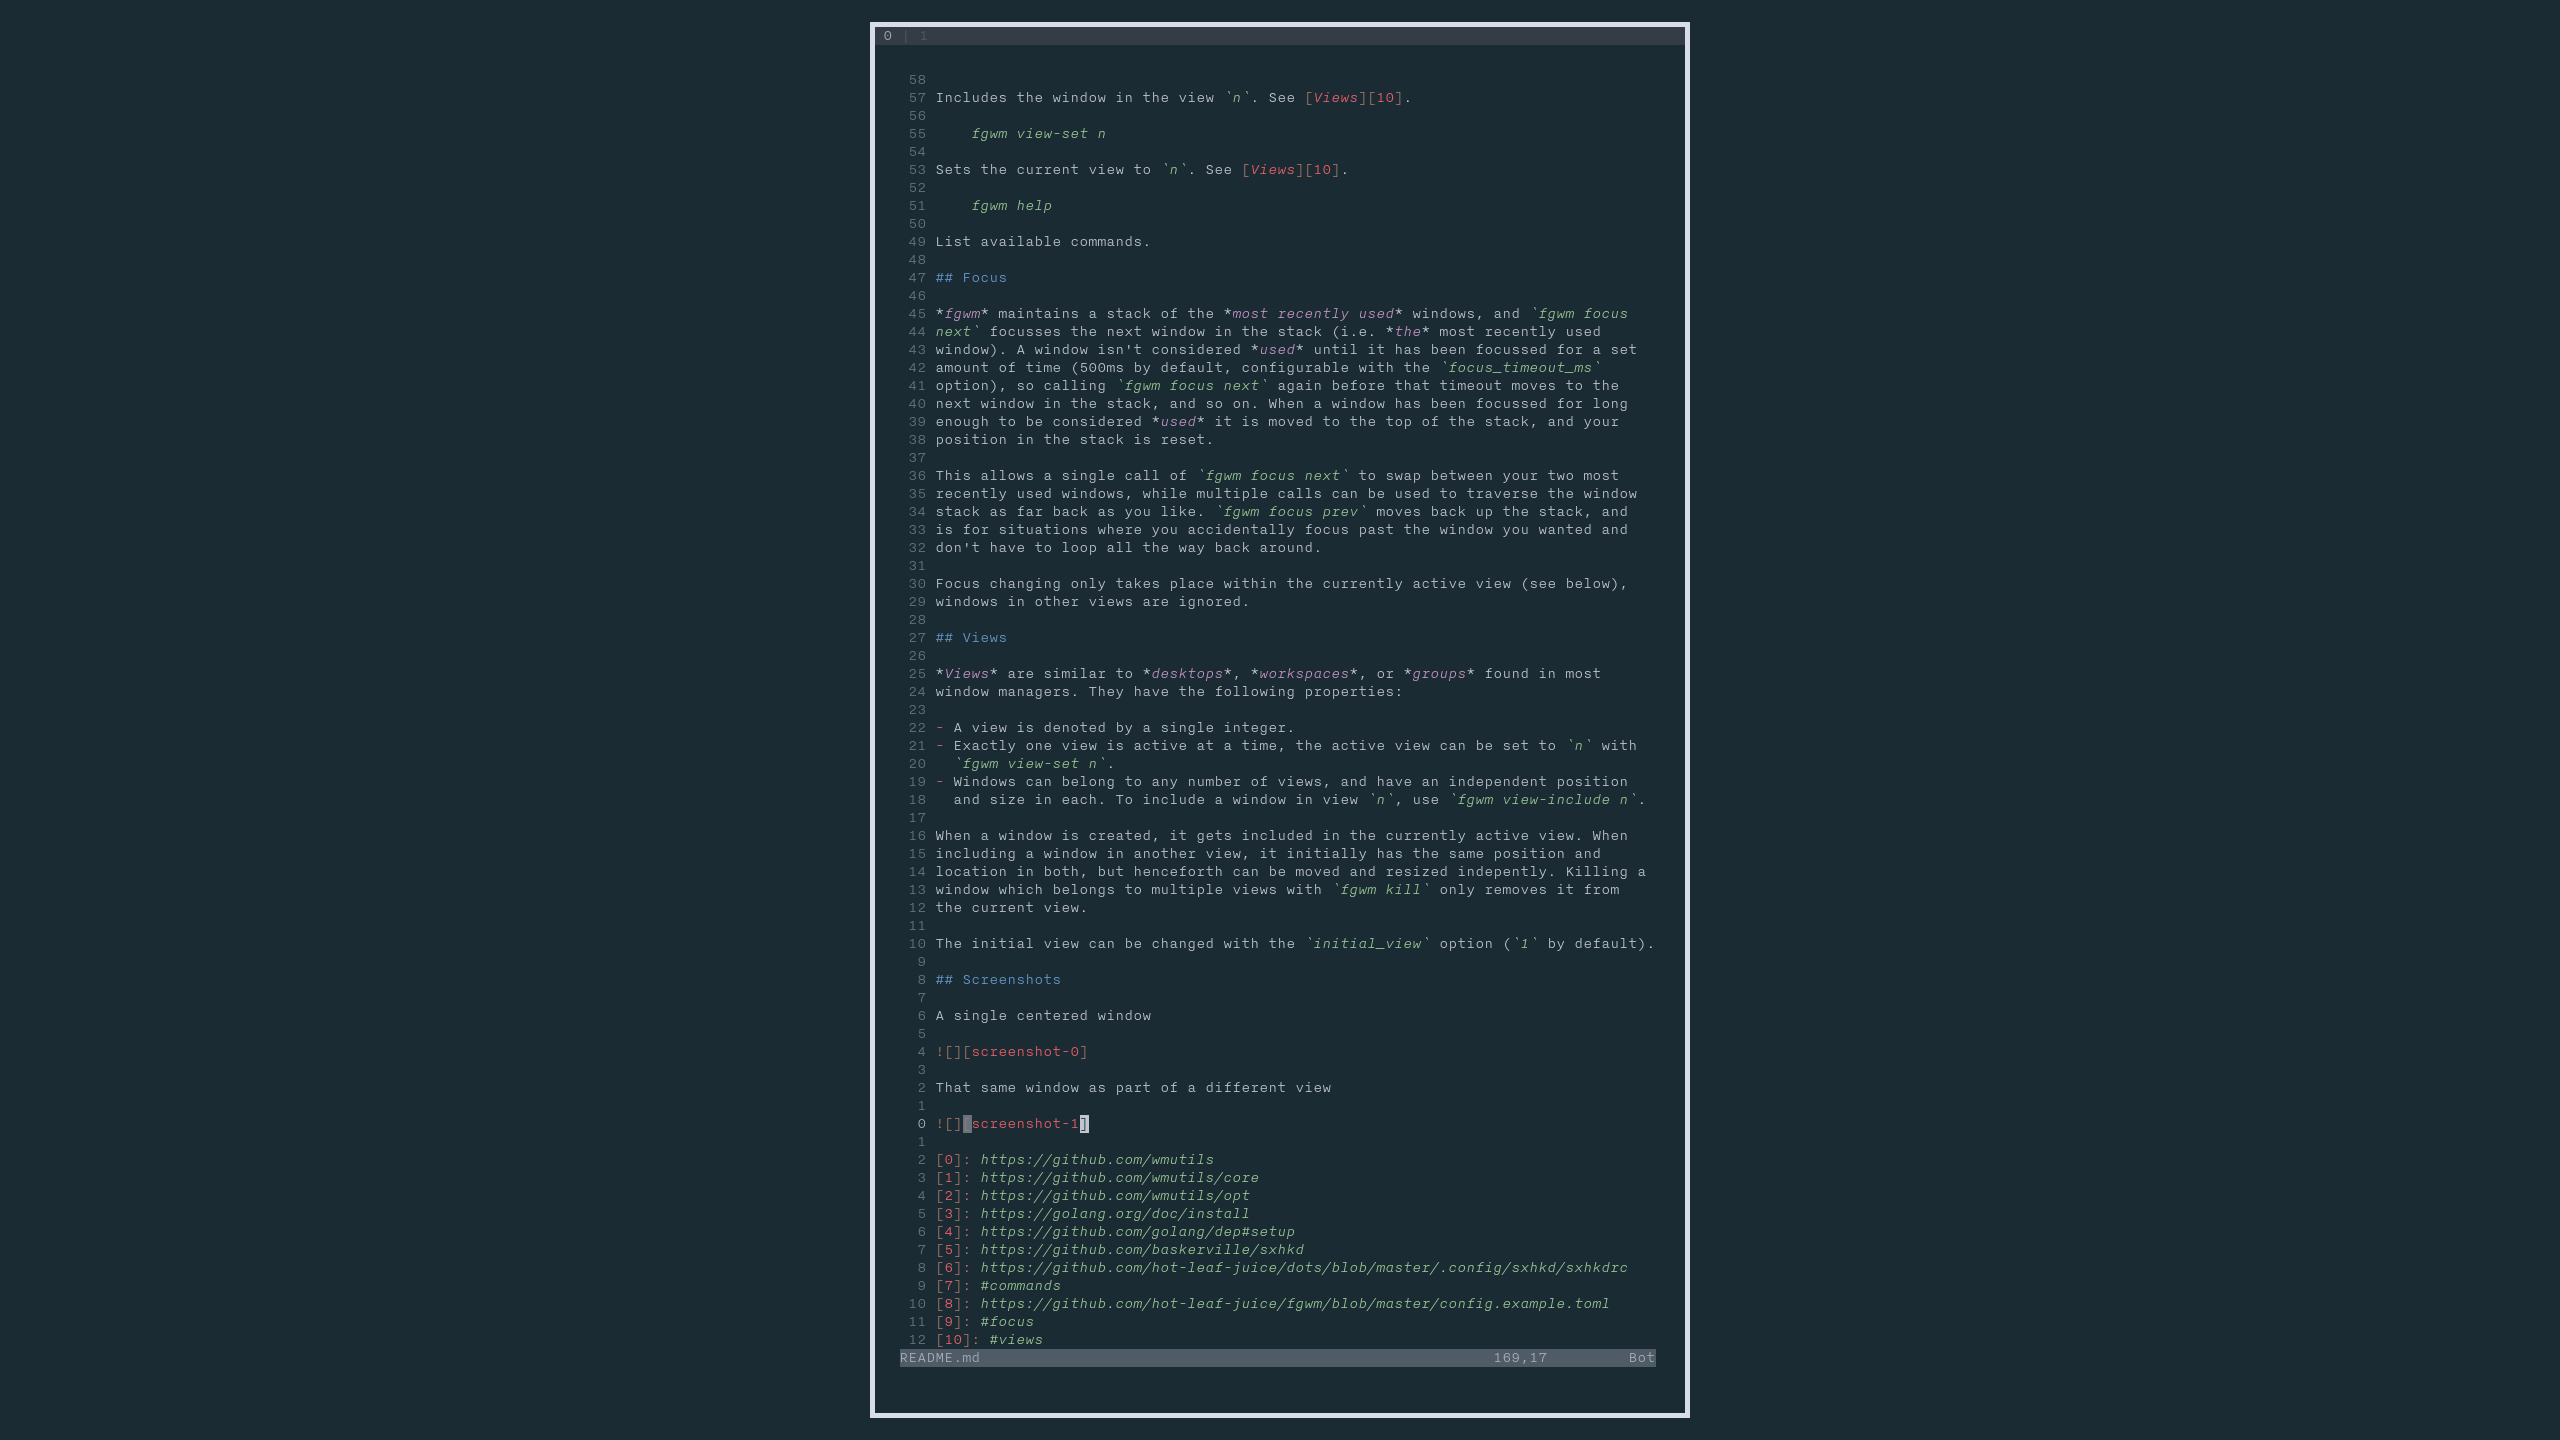 0 | 1
58
57 Includes the window in the view `n`. See [Views][10].
56
55     fgwm view-set n
54
53 Sets the current view to `n`. See [Views][10].
52
51     fgwm help
50
49 List available commands.
48
47 ## Focus
46
45 *fgwm* maintains a stack of the *most recently used* windows, and `fgwm focus
44 next` focusses the next window in the stack (i.e. *the* most recently used
43 window). A window isn't considered *used* until it has been focussed for a set
42 amount of time (500ms by default, configurable with the `focus_timeout_ms`
41 option), so calling `fgwm focus next` again before that timeout moves to the
40 next window in the stack, and so on. When a window has been focussed for long
39 enough to be considered *used* it is moved to the top of the stack, and your
38 position in the stack is reset.
37
36 This allows a single call of `fgwm focus next` to swap between your two most
35 recently used windows, while multiple calls can be used to traverse the window
34 stack as far back as you like. `fgwm focus prev` moves back up the stack, and
33 is for situations where you accidentally focus past the window you wanted and
32 don't have to loop all the way back around.
31
30 Focus changing only takes place within the currently active view (see below),
29 windows in other views are ignored.
28
27 ## Views
26
25 *Views* are similar to *desktops*, *workspaces*, or *groups* found in most
24 window managers. They have the following properties:
23
22 - A view is denoted by a single integer.
21 - Exactly one view is active at a time, the active view can be set to `n` with
20   `fgwm view-set n`.
19 - Windows can belong to any number of views, and have an independent position
18   and size in each. To include a window in view `n`, use `fgwm view-include n`.
17
16 When a window is created, it gets included in the currently active view. When
15 including a window in another view, it initially has the same position and
14 location in both, but henceforth can be moved and resized indepently. Killing a
13 window which belongs to multiple views with `fgwm kill` only removes it from
12 the current view.
11
10 The initial view can be changed with the `initial_view` option (`1` by default).
9
8 ## Screenshots
7
6 A single centered window
5
4 ![][screenshot-0]
3
2 That same window as part of a different view
1
0 ![][screenshot-1]
1
2 [0]: https://github.com/wmutils
3 [1]: https://github.com/wmutils/core
4 [2]: https://github.com/wmutils/opt
5 [3]: https://golang.org/doc/install
6 [4]: https://github.com/golang/dep#setup
7 [5]: https://github.com/baskerville/sxhkd
8 [6]: https://github.com/hot-leaf-juice/dots/blob/master/.config/sxhkd/sxhkdrc
9 [7]: #commands
10 [8]: https://github.com/hot-leaf-juice/fgwm/blob/master/config.example.toml
11 [9]: #focus
12 [10]: #views
README.md 169,17 Bot